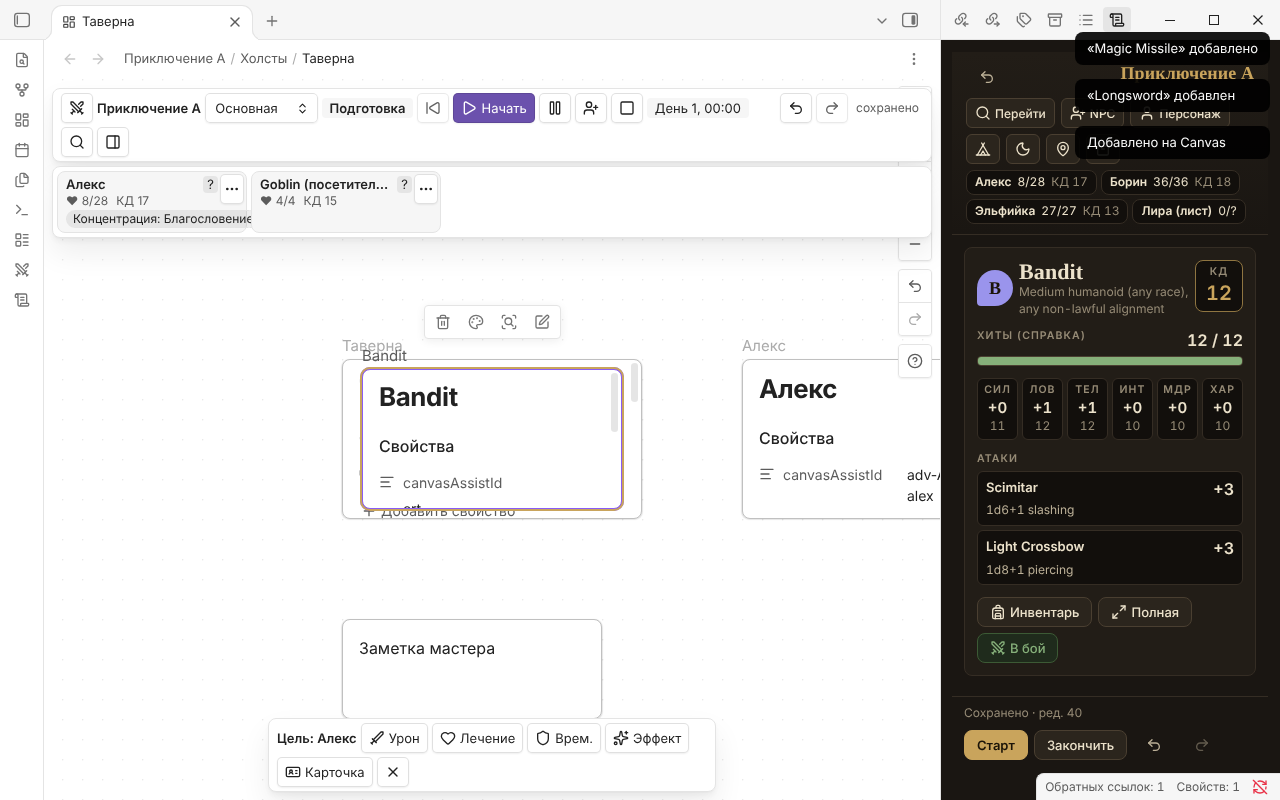 Таверна
Приключение A / Холсты / Таверна
Приключение A
Основная
Подготовка
Начать
День 1, 00:00
сохранено
Алекс
?
8/28 КД 17
Концентрация: Благословение
Goblin (посетител...
?
4/4 КД 15
Таверна
Bandit
Bandit
Свойства
canvasAssistId
Алекс
Алекс
Свойства
canvasAssistId
adv-
alex
Заметка мастера
Цель: Алекс
Урон
Лечение
Врем.
Эффект
Карточка
«Magic Missile» добавлено
Приключение A
«Longsword» добавлен
Перейти
NPC
Персонаж
Добавлено на Canvas
Алекс 8/28 КД 17
Борин 36/36 КД 18
Эльфийка 27/27 КД 13
Лира (лист) 0/?
B
Bandit
Medium humanoid (any race),
any non-lawful alignment
КД
12
ХИТЫ (СПРАВКА)
12 / 12
СИЛ ЛОВ ТЕЛ ИНТ МДР ХАР
+0 +1 +1 +0 +0 +0
11 12 12 10 10 10
АТАКИ
Scimitar
+3
1d6+1 slashing
Light Crossbow
+3
1d8+1 piercing
Инвентарь
Полная
В бой
Сохранено · ред. 40
Старт
Закончить
Обратных ссылок: 1 Свойств: 1